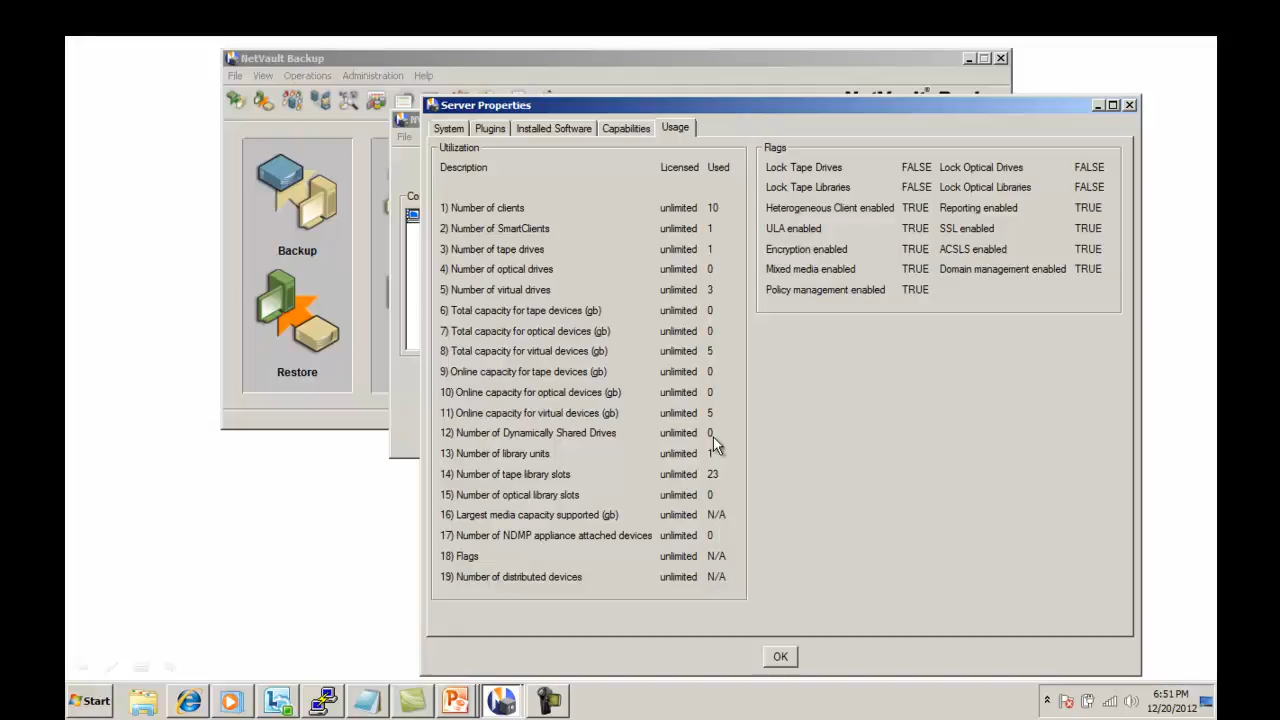 NetVault Backup
File View Operations Administration Help
Server Properties
File
System Plugins Installed Software Capabilities Usage
Utilization
Description Licensed Used
1) Number of clients unlimited 10
2) Number of SmartClients unlimited 1
3) Number of tape drives unlimited 1
4) Number of optical drives unlimited 0
5) Number of virtual drives unlimited 3
6) Total capacity for tape devices (gb) unlimited 0
7) Total capacity for optical devices (gb) unlimited 0
8) Total capacity for virtual devices (gb) unlimited 5
9) Online capacity for tape devices (gb) unlimited 0
10) Online capacity for optical devices (gb) unlimited 0
11) Online capacity for virtual devices (gb) unlimited 5
12) Number of Dynamically Shared Drives unlimited 0
13) Number of library units unlimited 1
14) Number of tape library slots unlimited 23
15) Number of optical library slots unlimited 0
16) Largest media capacity supported (gb) unlimited N/A
17) Number of NDMP appliance attached devices unlimited 0
18) Flags unlimited N/A
19) Number of distributed devices unlimited N/A
Flags
Lock Tape Drives FALSE Lock Optical Drives FALSE
Lock Tape Libraries FALSE Lock Optical Libraries FALSE
Heterogeneous Client enabled TRUE Reporting enabled TRUE
ULA enabled TRUE SSL enabled TRUE
Encryption enabled TRUE ACSLS enabled TRUE
Mixed media enabled TRUE Domain management enabled TRUE
Policy management enabled TRUE
Backup
Restore
OK
Start
6:51 PM
12/20/2012